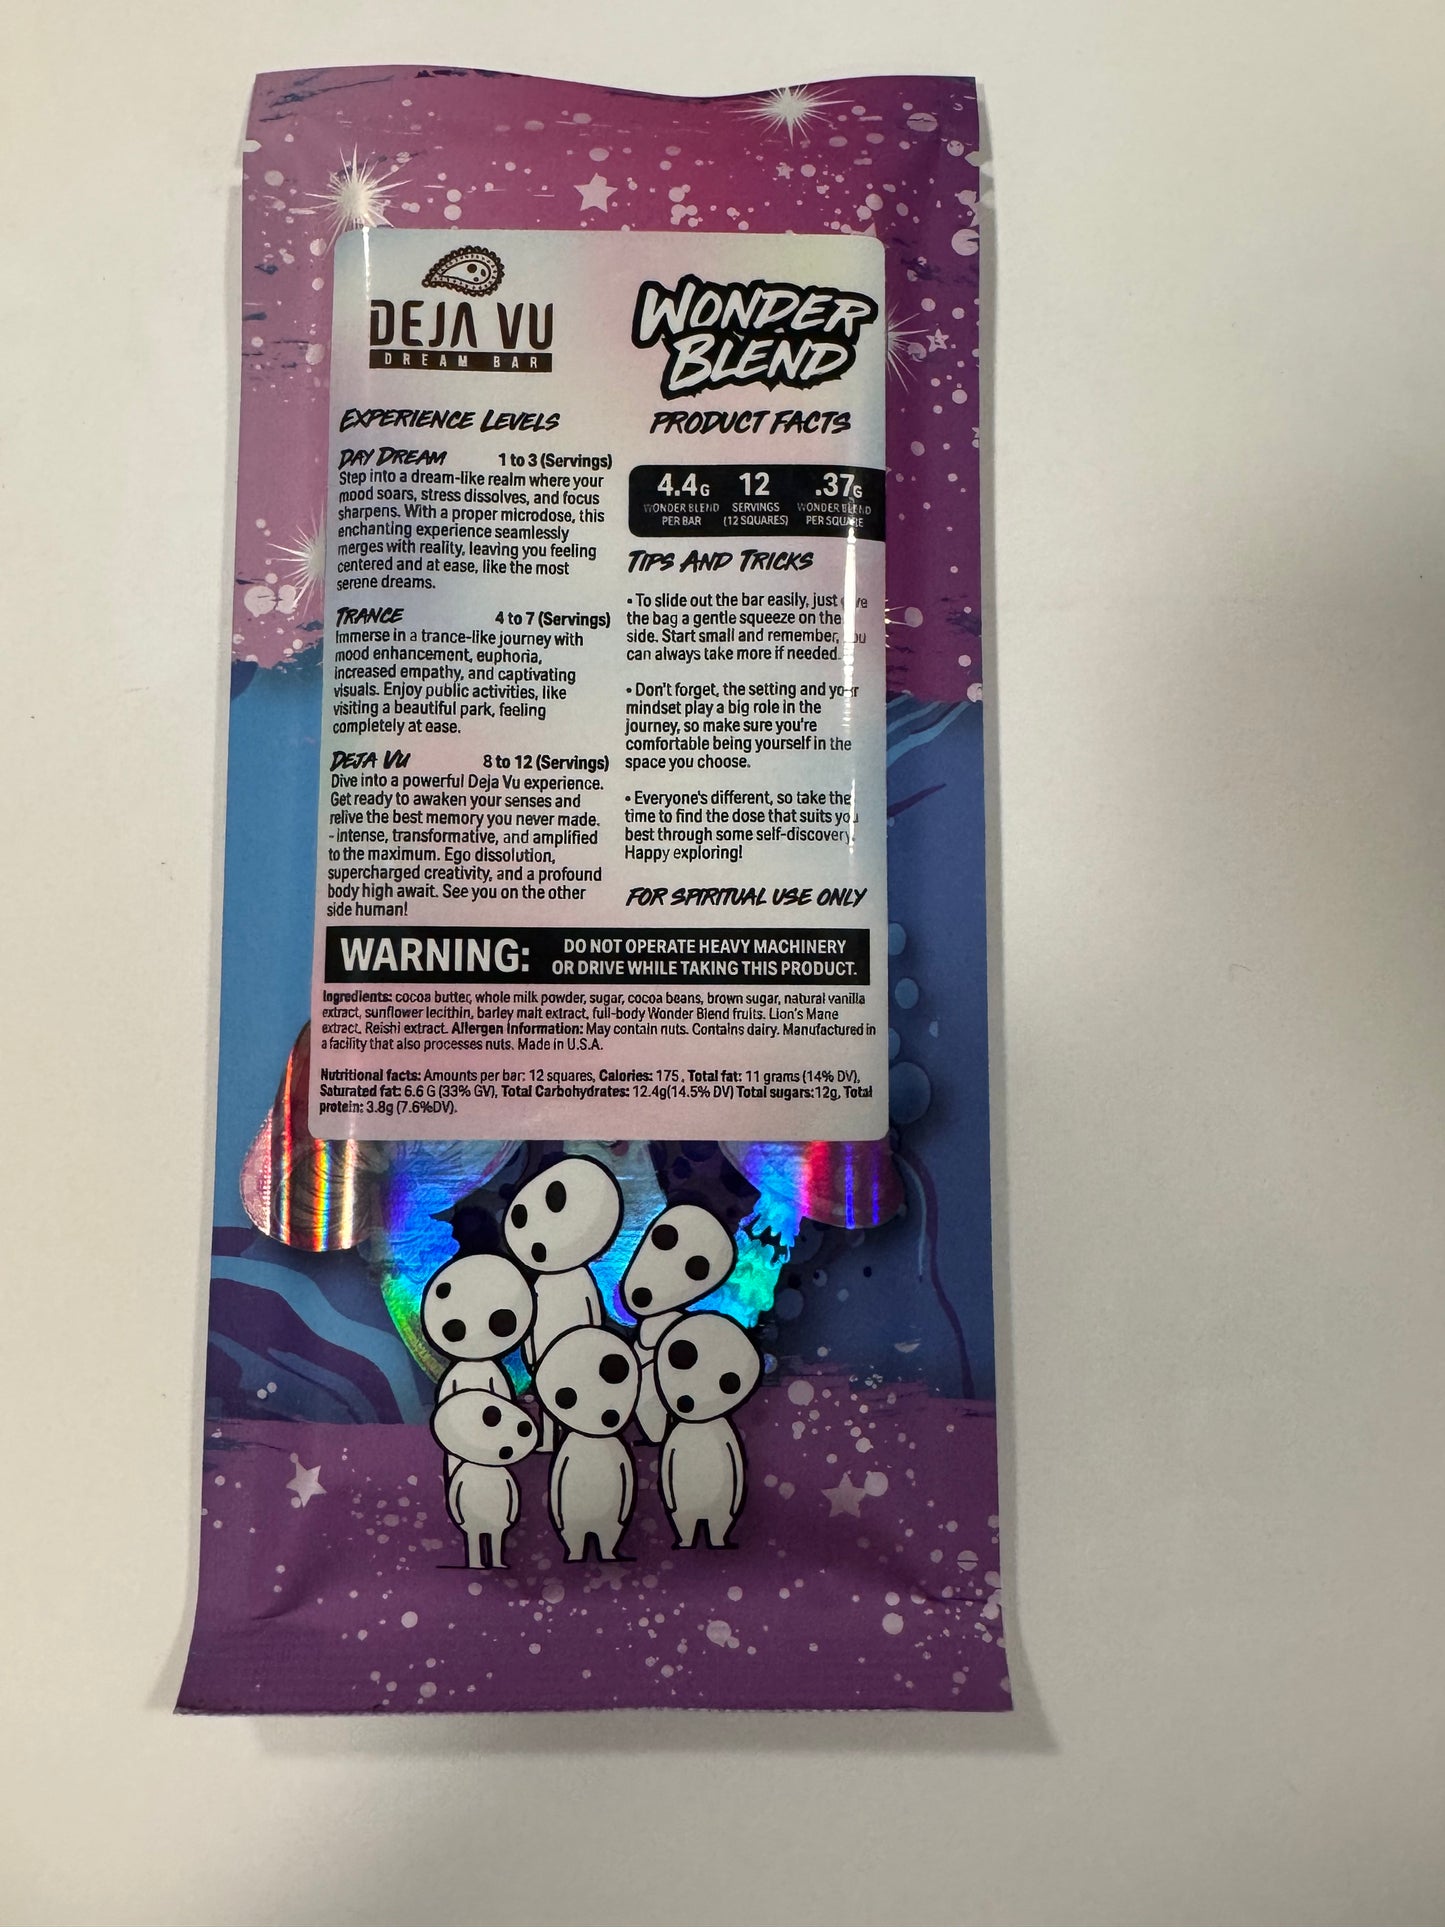 DEJA VU
DREAM BAR
EXPERIENCE LEVELS
DAY DREAM 1 to 3 (Servings)
Step into a dream-like realm where your
mood soars, stress dissolves, and focus
sharpens. With a proper microdose, this
enchanting experience seamlessly
merges with reality, leaving you feeling
centered and at ease, like the most
serene dreams.
TRANCE 4 to 7 (Servings)
Immerse in a trance-like journey with
mood enhancement, euphoria,
increased empathy, and captivating
visuals. Enjoy public activities, like
visiting a beautiful park, feeling
completely at ease.
DEJA VU 8 to 12 (Servings)
Dive into a powerful Deja Vu experience.
Get ready to awaken your senses and
relive the best memory you never made.
- intense, transformative, and amplified
to the maximum. Ego dissolution,
supercharged creativity, and a profound
body high await. See you on the other
side human!
WONDER
BLEND
PRODUCT FACTS
4.4G 12 .37G
WONDER BLEND SERVINGS WONDER BLEND
PER BAR (12 SQUARES) PER SQUARE
TIPS AND TRICKS
• To slide out the bar easily, just give
the bag a gentle squeeze on the
side. Start small and remember, you
can always take more if needed.
• Don't forget, the setting and your
mindset play a big role in the
journey, so make sure you're
comfortable being yourself in the
space you choose.
• Everyone's different, so take the
time to find the dose that suits you
best through some self-discovery.
Happy exploring!
FOR SPIRITUAL USE ONLY
WARNING: DO NOT OPERATE HEAVY MACHINERY
OR DRIVE WHILE TAKING THIS PRODUCT.
Ingredients: cocoa butter, whole milk powder, sugar, cocoa beans, brown sugar, natural vanilla
extract, sunflower lecithin, barley malt extract, full-body Wonder Blend fruits. Lion's Mane
extract. Reishi extract. Allergen Information: May contain nuts. Contains dairy. Manufactured in
a facility that also processes nuts. Made in U.S.A.
Nutritional facts: Amounts per bar: 12 squares, Calories: 175, Total fat: 11 grams (14% DV),
Saturated fat: 6.6 G (33% GV), Total Carbohydrates: 12.4g(14.5% DV) Total sugars:12g, Total
protein: 3.8g (7.6%DV).